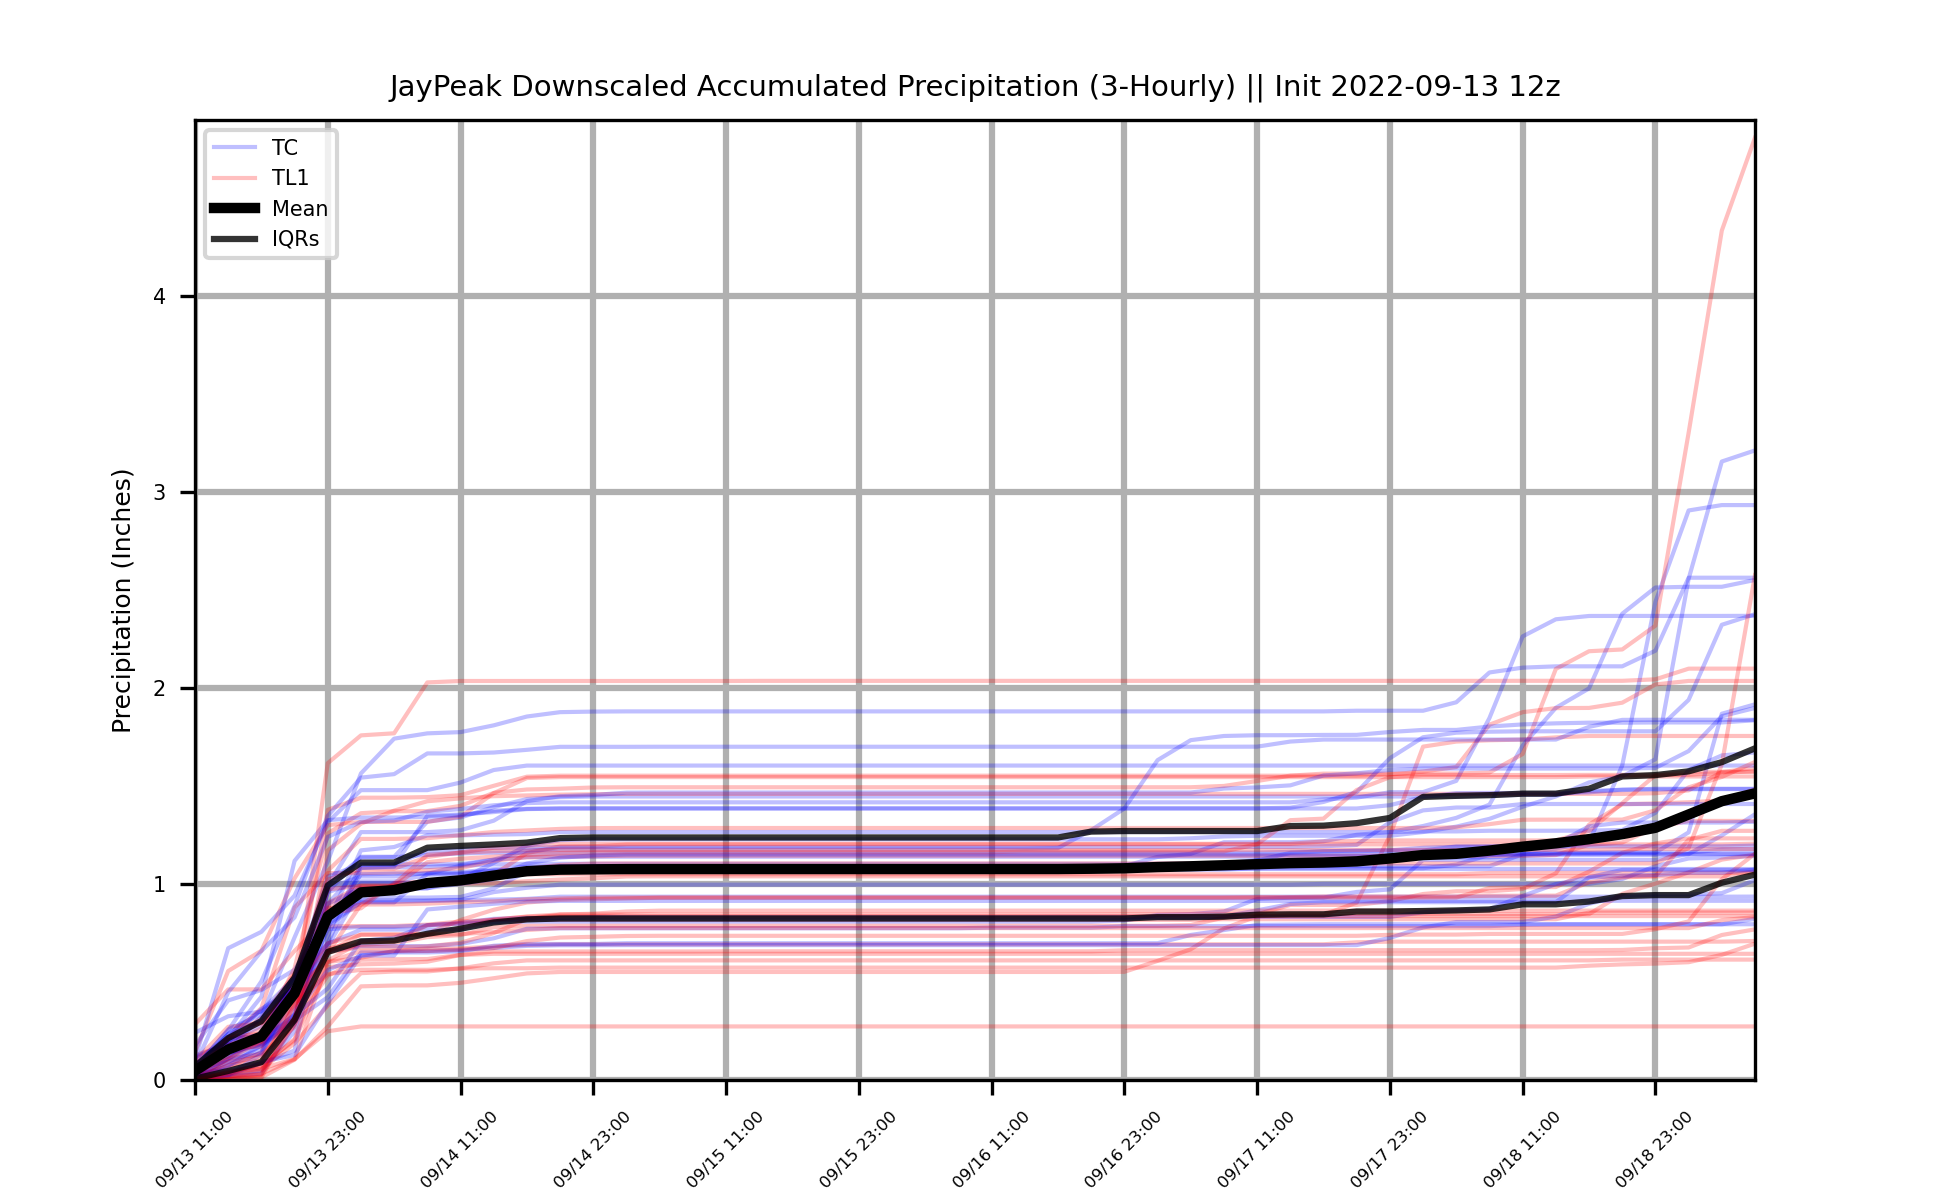 JayPeak Downscaled Accumulated Precipitation (3-Hourly) || Init 2022-09-13 12z
TC
TL1
Mean
IQRs
Precipitation (Inches)
4
3
2
1
0
09/13 11:00
09/13 23:00
09/14 11:00
09/14 23:00
09/15 11:00
09/15 23:00
09/16 11:00
09/16 23:00
09/17 11:00
09/17 23:00
09/18 11:00
09/18 23:00